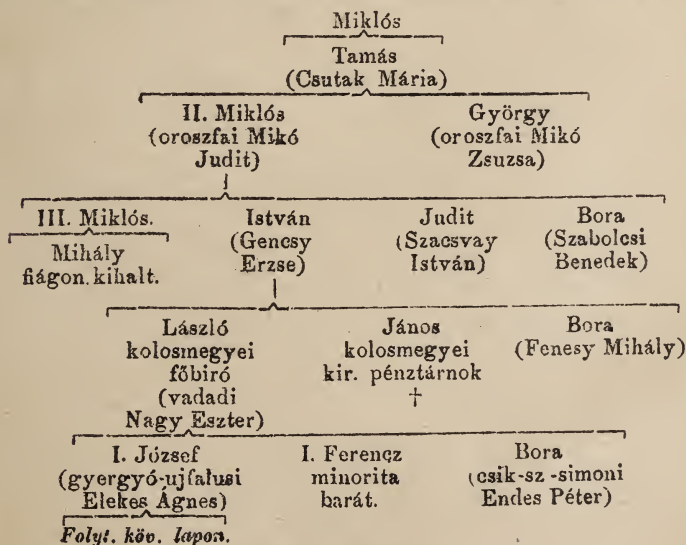 Miklós
Tamás
(Csutak Mária)
II. Miklós György
(oroszfai Mikó (oroszfai Mikó
Judit) Zsuzsa)
III. Miklós. István Judit Bora
(Gencsy (Szacsvay (Szabolcsi
Mihály Erzse) István) Benedek)
fiágon. kihalt.
László János Bora
kolosmegyei kolosmegyei (Fenesy Mihály)
főbiró kir. pénztárnok
(vadadi †
Nagy Eszter)
I. József I. Ferencz Bora
(gyergyó-ujfalusi minorita (csik-sz-simoni
Elekes Ágnes) barát. Endes Péter)
Folyt. köv. lapon.